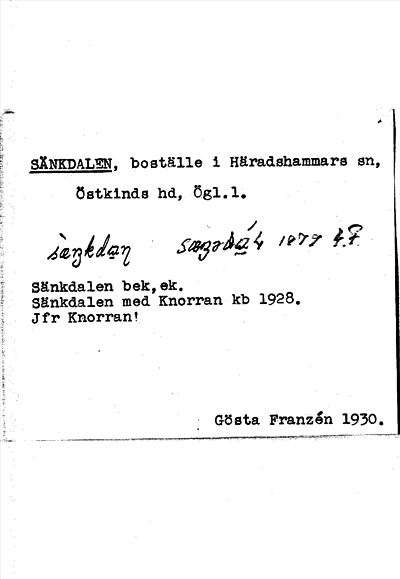 SÄNKDALEN, boställe i Häradshammars sn,
Östkinds hd, Ögl.l.
1879
Sänkdalen bek,ek.
Sänkdalen med Knorran kb 1928.
Jfr Knorran!
Gösta Franzén 1930.